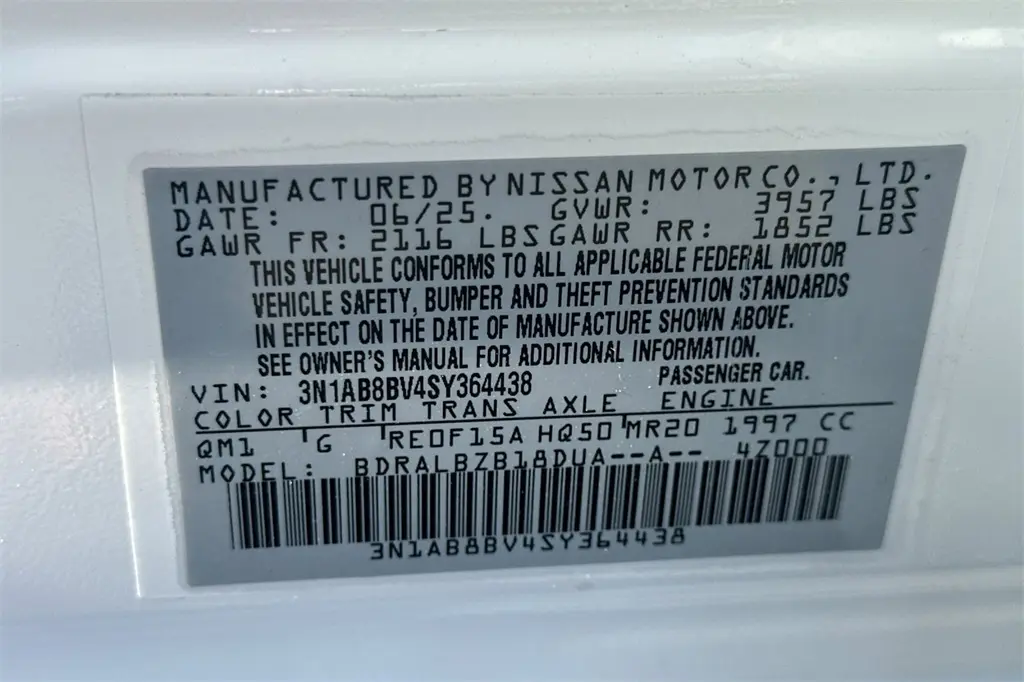 MANUFACTURED BY NISSAN MOTOR CO., LTD.
DATE: 06/25. GVWR: 3957 LBS
GAWR FR: 2116 LBS GAWR RR: 1852 LBS
THIS VEHICLE CONFORMS TO ALL APPLICABLE FEDERAL MOTOR
VEHICLE SAFETY, BUMPER AND THEFT PREVENTION STANDARDS
IN EFFECT ON THE DATE OF MANUFACTURE SHOWN ABOVE.
SEE OWNER'S MANUAL FOR ADDITIONAL INFORMATION.
VIN: 3N1AB8BV4SY364438 PASSENGER CAR.
COLOR TRIM TRANS AXLE ENGINE
QM1 G RE0F15A HQ50 MR20 1997 CC
MODEL: BDRALBZB18DUA--A-- 4Z000
3N1AB8BV4SY364438